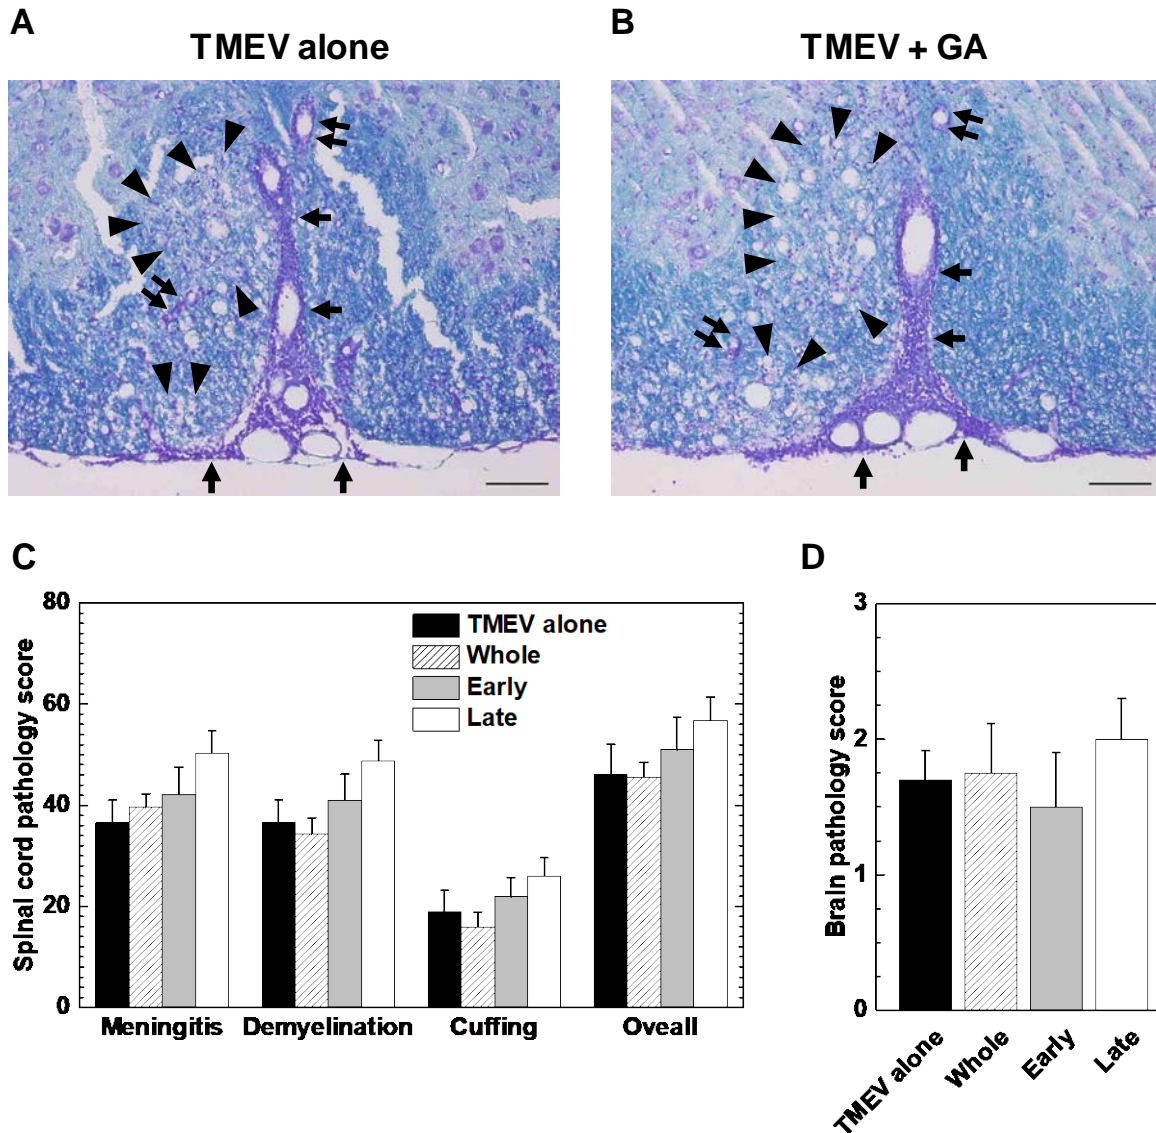 A
TMEV alone
B
TMEV + GA
C
Spinal cord pathology score
80
60
40
20
0
TMEV alone
Whole
Early
Late
Meningitis
Demyelination
Cuffing
Oveall
D
Brain pathology score
3
2
1
0
TMEV alone
Whole
Early
Late